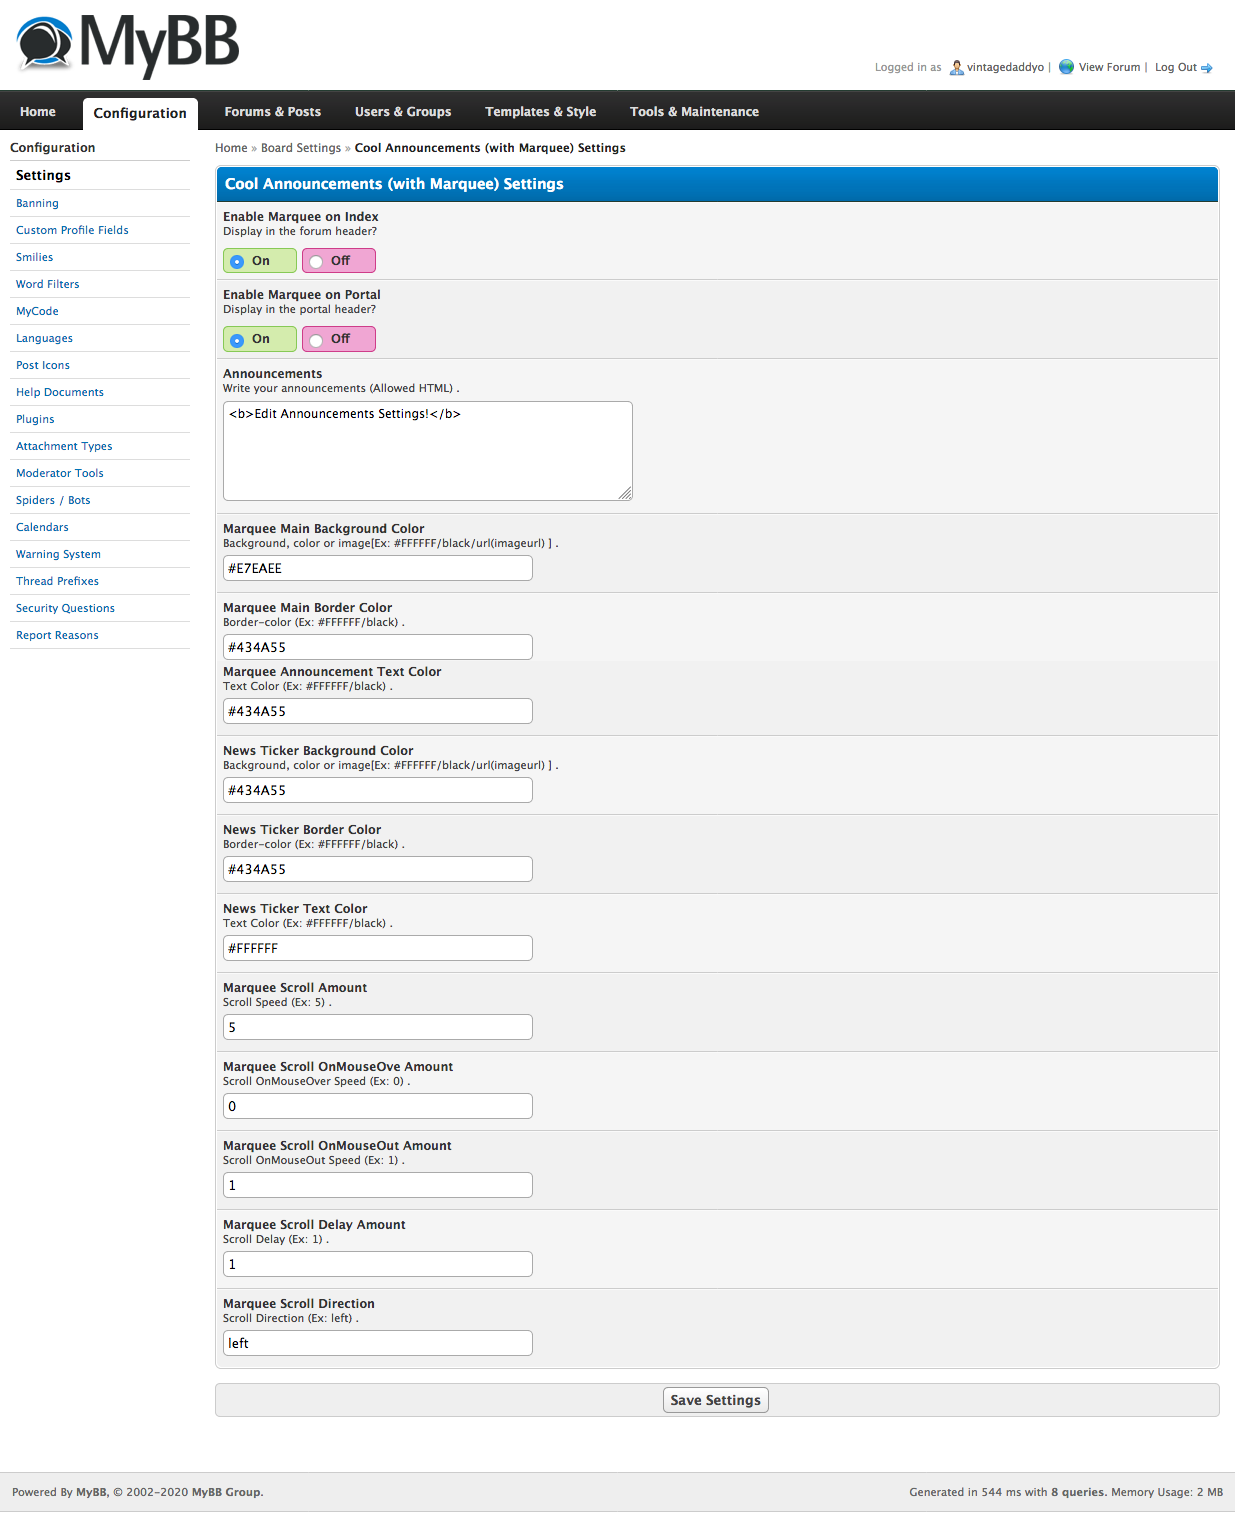 MyBB
Logged in as vintagedaddyo | View Forum | Log Out
Home Configuration Forums & Posts Users & Groups Templates & Style Tools & Maintenance
Configuration
Settings
Banning
Custom Profile Fields
Smilies
Word Filters
MyCode
Languages
Post Icons
Help Documents
Plugins
Attachment Types
Moderator Tools
Spiders / Bots
Calendars
Warning System
Thread Prefixes
Security Questions
Report Reasons
Home » Board Settings » Cool Announcements (with Marquee) Settings
Cool Announcements (with Marquee) Settings
Enable Marquee on Index
Display in the forum header?
On Off
Enable Marquee on Portal
Display in the portal header?
On Off
Announcements
Write your announcements (Allowed HTML) .
<b>Edit Announcements Settings!</b>
Marquee Main Background Color
Background, color or image[Ex: #FFFFFF/black/url(imageurl) ] .
#E7EAEE
Marquee Main Border Color
Border-color (Ex: #FFFFFF/black) .
#434A55
Marquee Announcement Text Color
Text Color (Ex: #FFFFFF/black) .
#434A55
News Ticker Background Color
Background, color or image[Ex: #FFFFFF/black/url(imageurl) ] .
#434A55
News Ticker Border Color
Border-color (Ex: #FFFFFF/black) .
#434A55
News Ticker Text Color
Text Color (Ex: #FFFFFF/black) .
#FFFFFF
Marquee Scroll Amount
Scroll Speed (Ex: 5) .
5
Marquee Scroll OnMouseOve Amount
Scroll OnMouseOver Speed (Ex: 0) .
0
Marquee Scroll OnMouseOut Amount
Scroll OnMouseOut Speed (Ex: 1) .
1
Marquee Scroll Delay Amount
Scroll Delay (Ex: 1) .
1
Marquee Scroll Direction
Scroll Direction (Ex: left) .
left
Save Settings
Powered By MyBB, © 2002-2020 MyBB Group.
Generated in 544 ms with 8 queries. Memory Usage: 2 MB